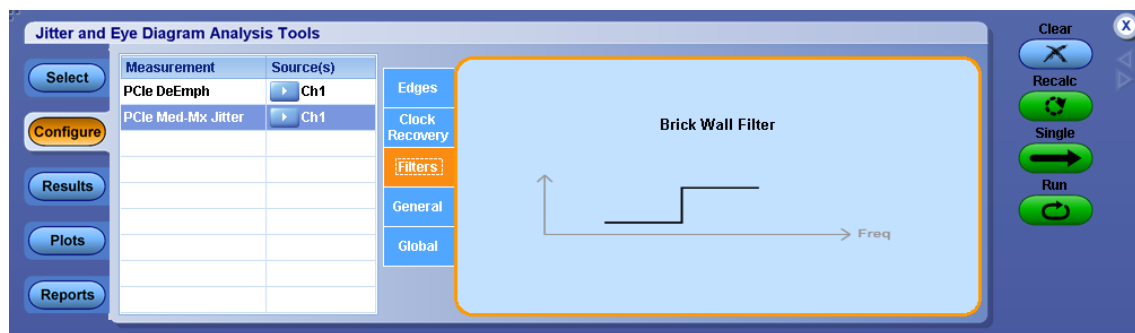 Jitter and Eye Diagram Analysis Tools
Select
Configure
Results
Plots
Reports
Measurement Source(s)
PCIe DeEmph Ch1
PCIe Med-Mx Jitter Ch1
Edges
Clock
Recovery
Filters
General
Global
Brick Wall Filter
Freq
Clear
X
Recalc
Single
Run